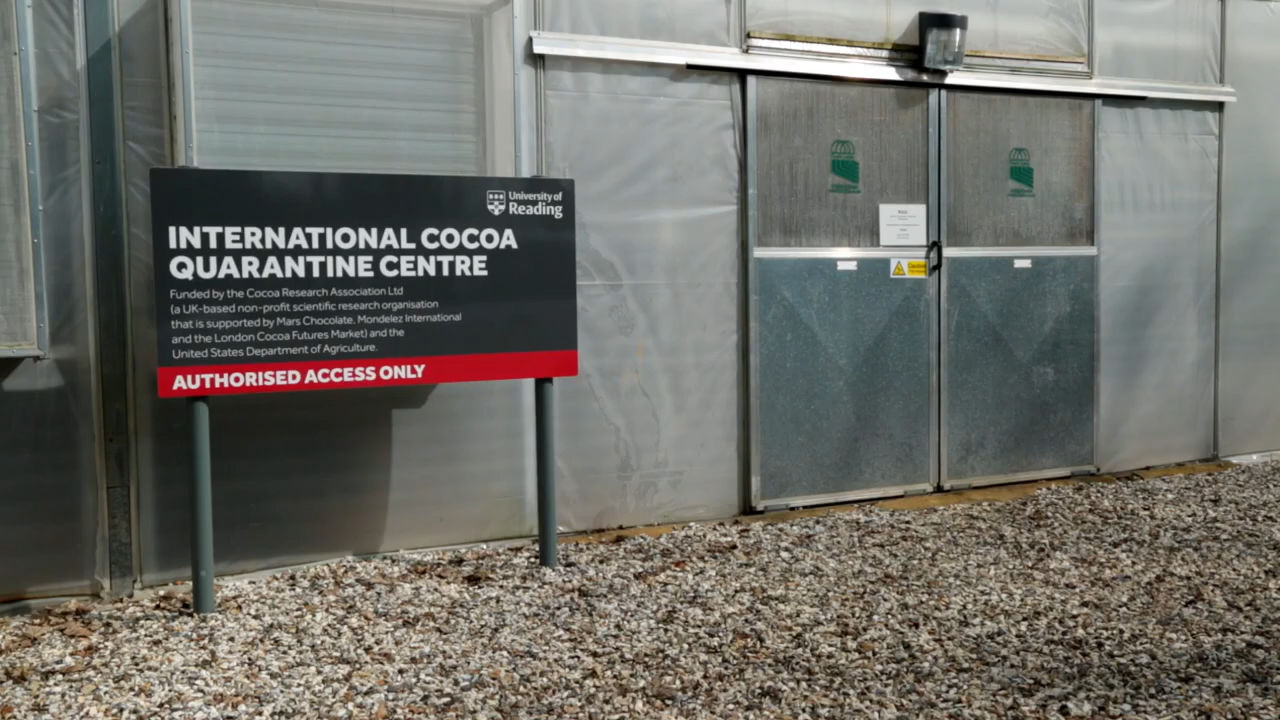 University of
Reading
INTERNATIONAL COCOA
QUARANTINE CENTRE
Funded by the Cocoa Research Association Ltd
(a UK-based non-profit scientific research organisation
that is supported by Mars Chocolate, Mondelez International
and the London Cocoa Futures Market) and the
United States Department of Agriculture.
AUTHORISED ACCESS ONLY
Caution